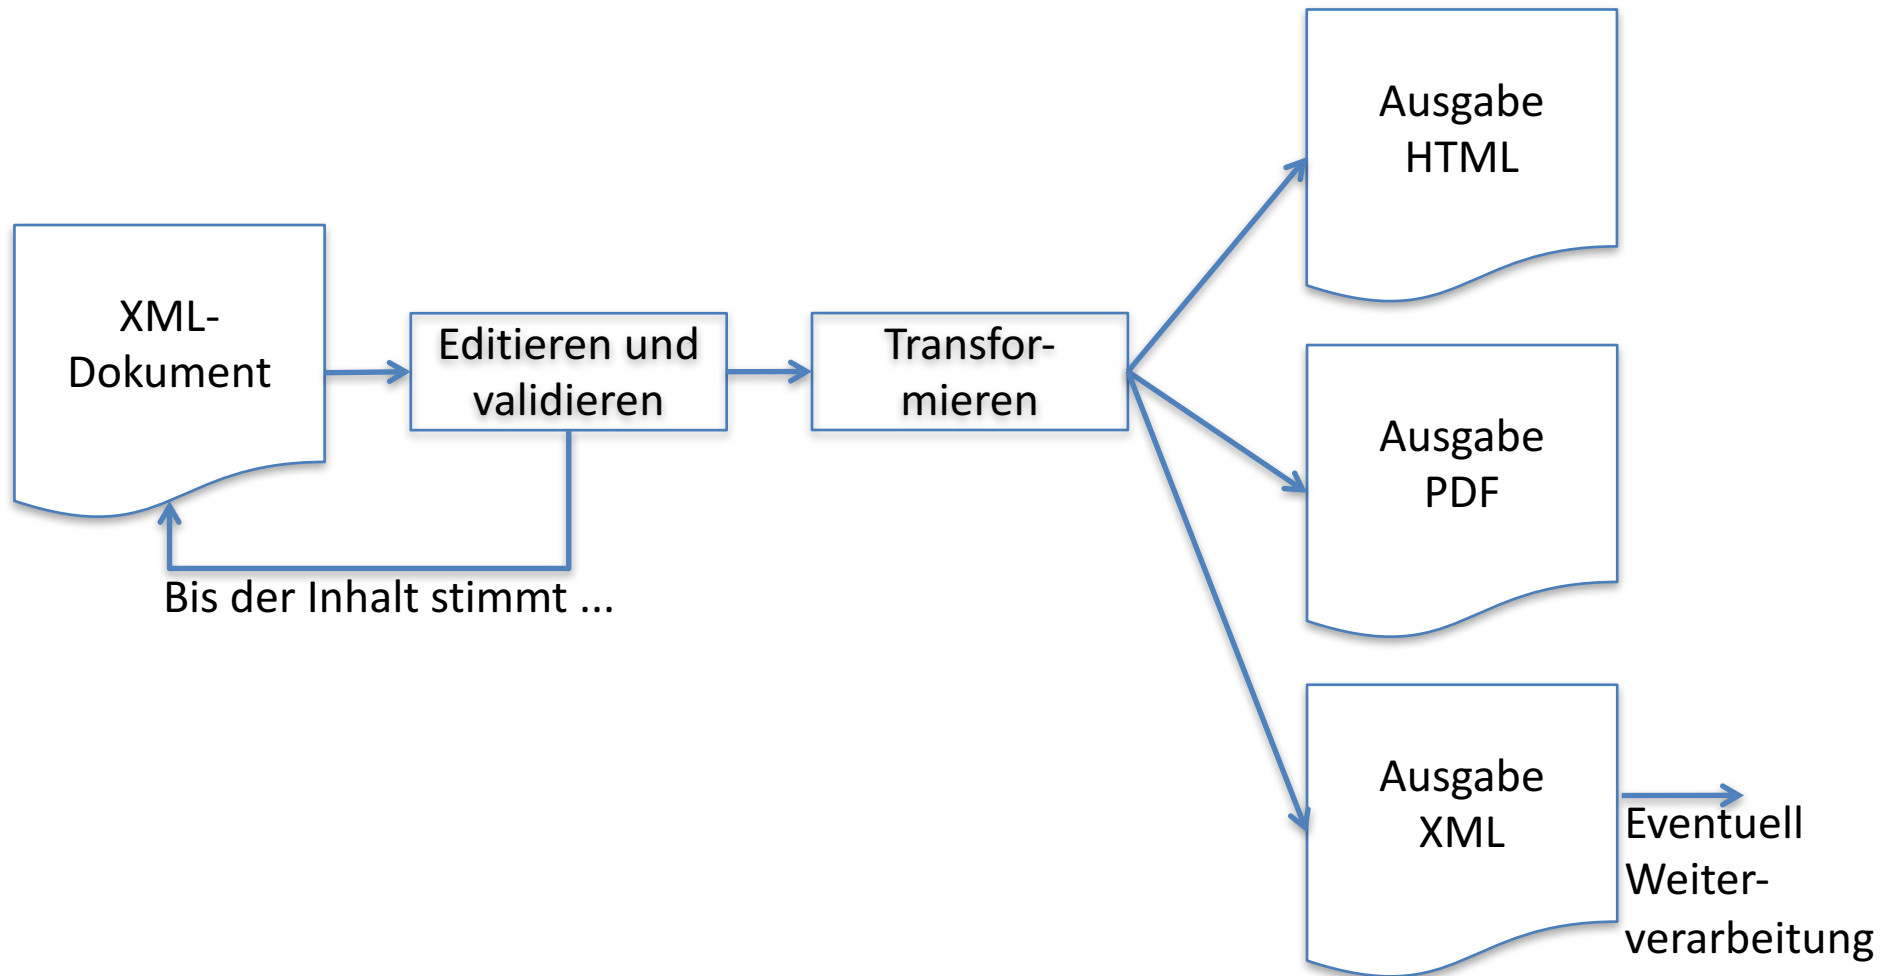 XML-
Dokument
Editieren und
validieren
Bis der Inhalt stimmt ...
Transfor-
mieren
Ausgabe
HTML
Ausgabe
PDF
Ausgabe
XML
Eventuell
Weiter-
verarbeitung